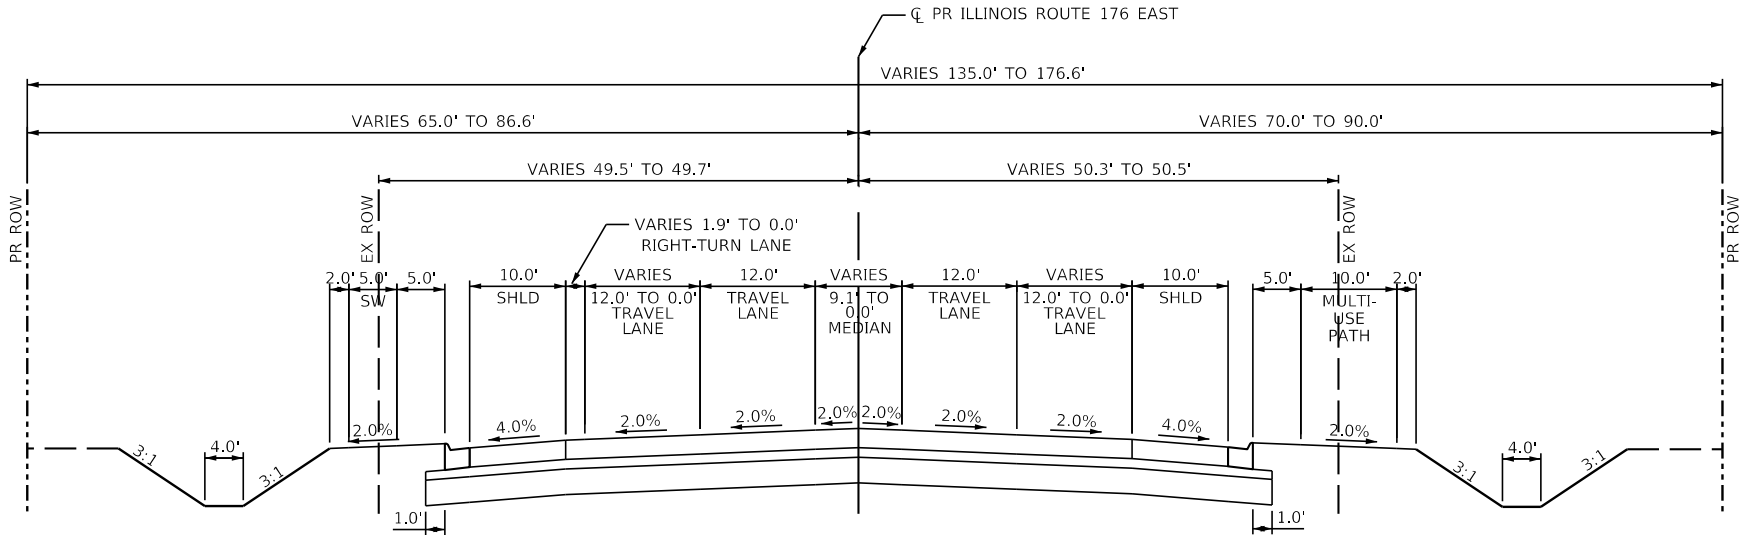 ℄ PR ILLINOIS ROUTE 176 EAST
VARIES 135.0' TO 176.6'
VARIES 65.0' TO 86.6'
VARIES 70.0' TO 90.0'
VARIES 49.5' TO 49.7'
VARIES 50.3' TO 50.5'
PR ROW
EX ROW
EX ROW
PR ROW
VARIES 1.9' TO 0.0'
RIGHT-TURN LANE
2.0'
5.0'
SW
5.0'
10.0'
SHLD
VARIES
12.0' TO 0.0'
TRAVEL
LANE
12.0'
TRAVEL
LANE
VARIES
9.1' TO
0.0'
MEDIAN
12.0'
TRAVEL
LANE
VARIES
12.0' TO 0.0'
TRAVEL
LANE
10.0'
SHLD
5.0'
10.0'
MULTI-
USE
PATH
2.0'
2.0%
4.0%
2.0%
2.0%
2.0%
2.0%
2.0%
2.0%
4.0%
2.0%
3:1
4.0'
3:1
3:1
4.0'
3:1
1.0'
1.0'